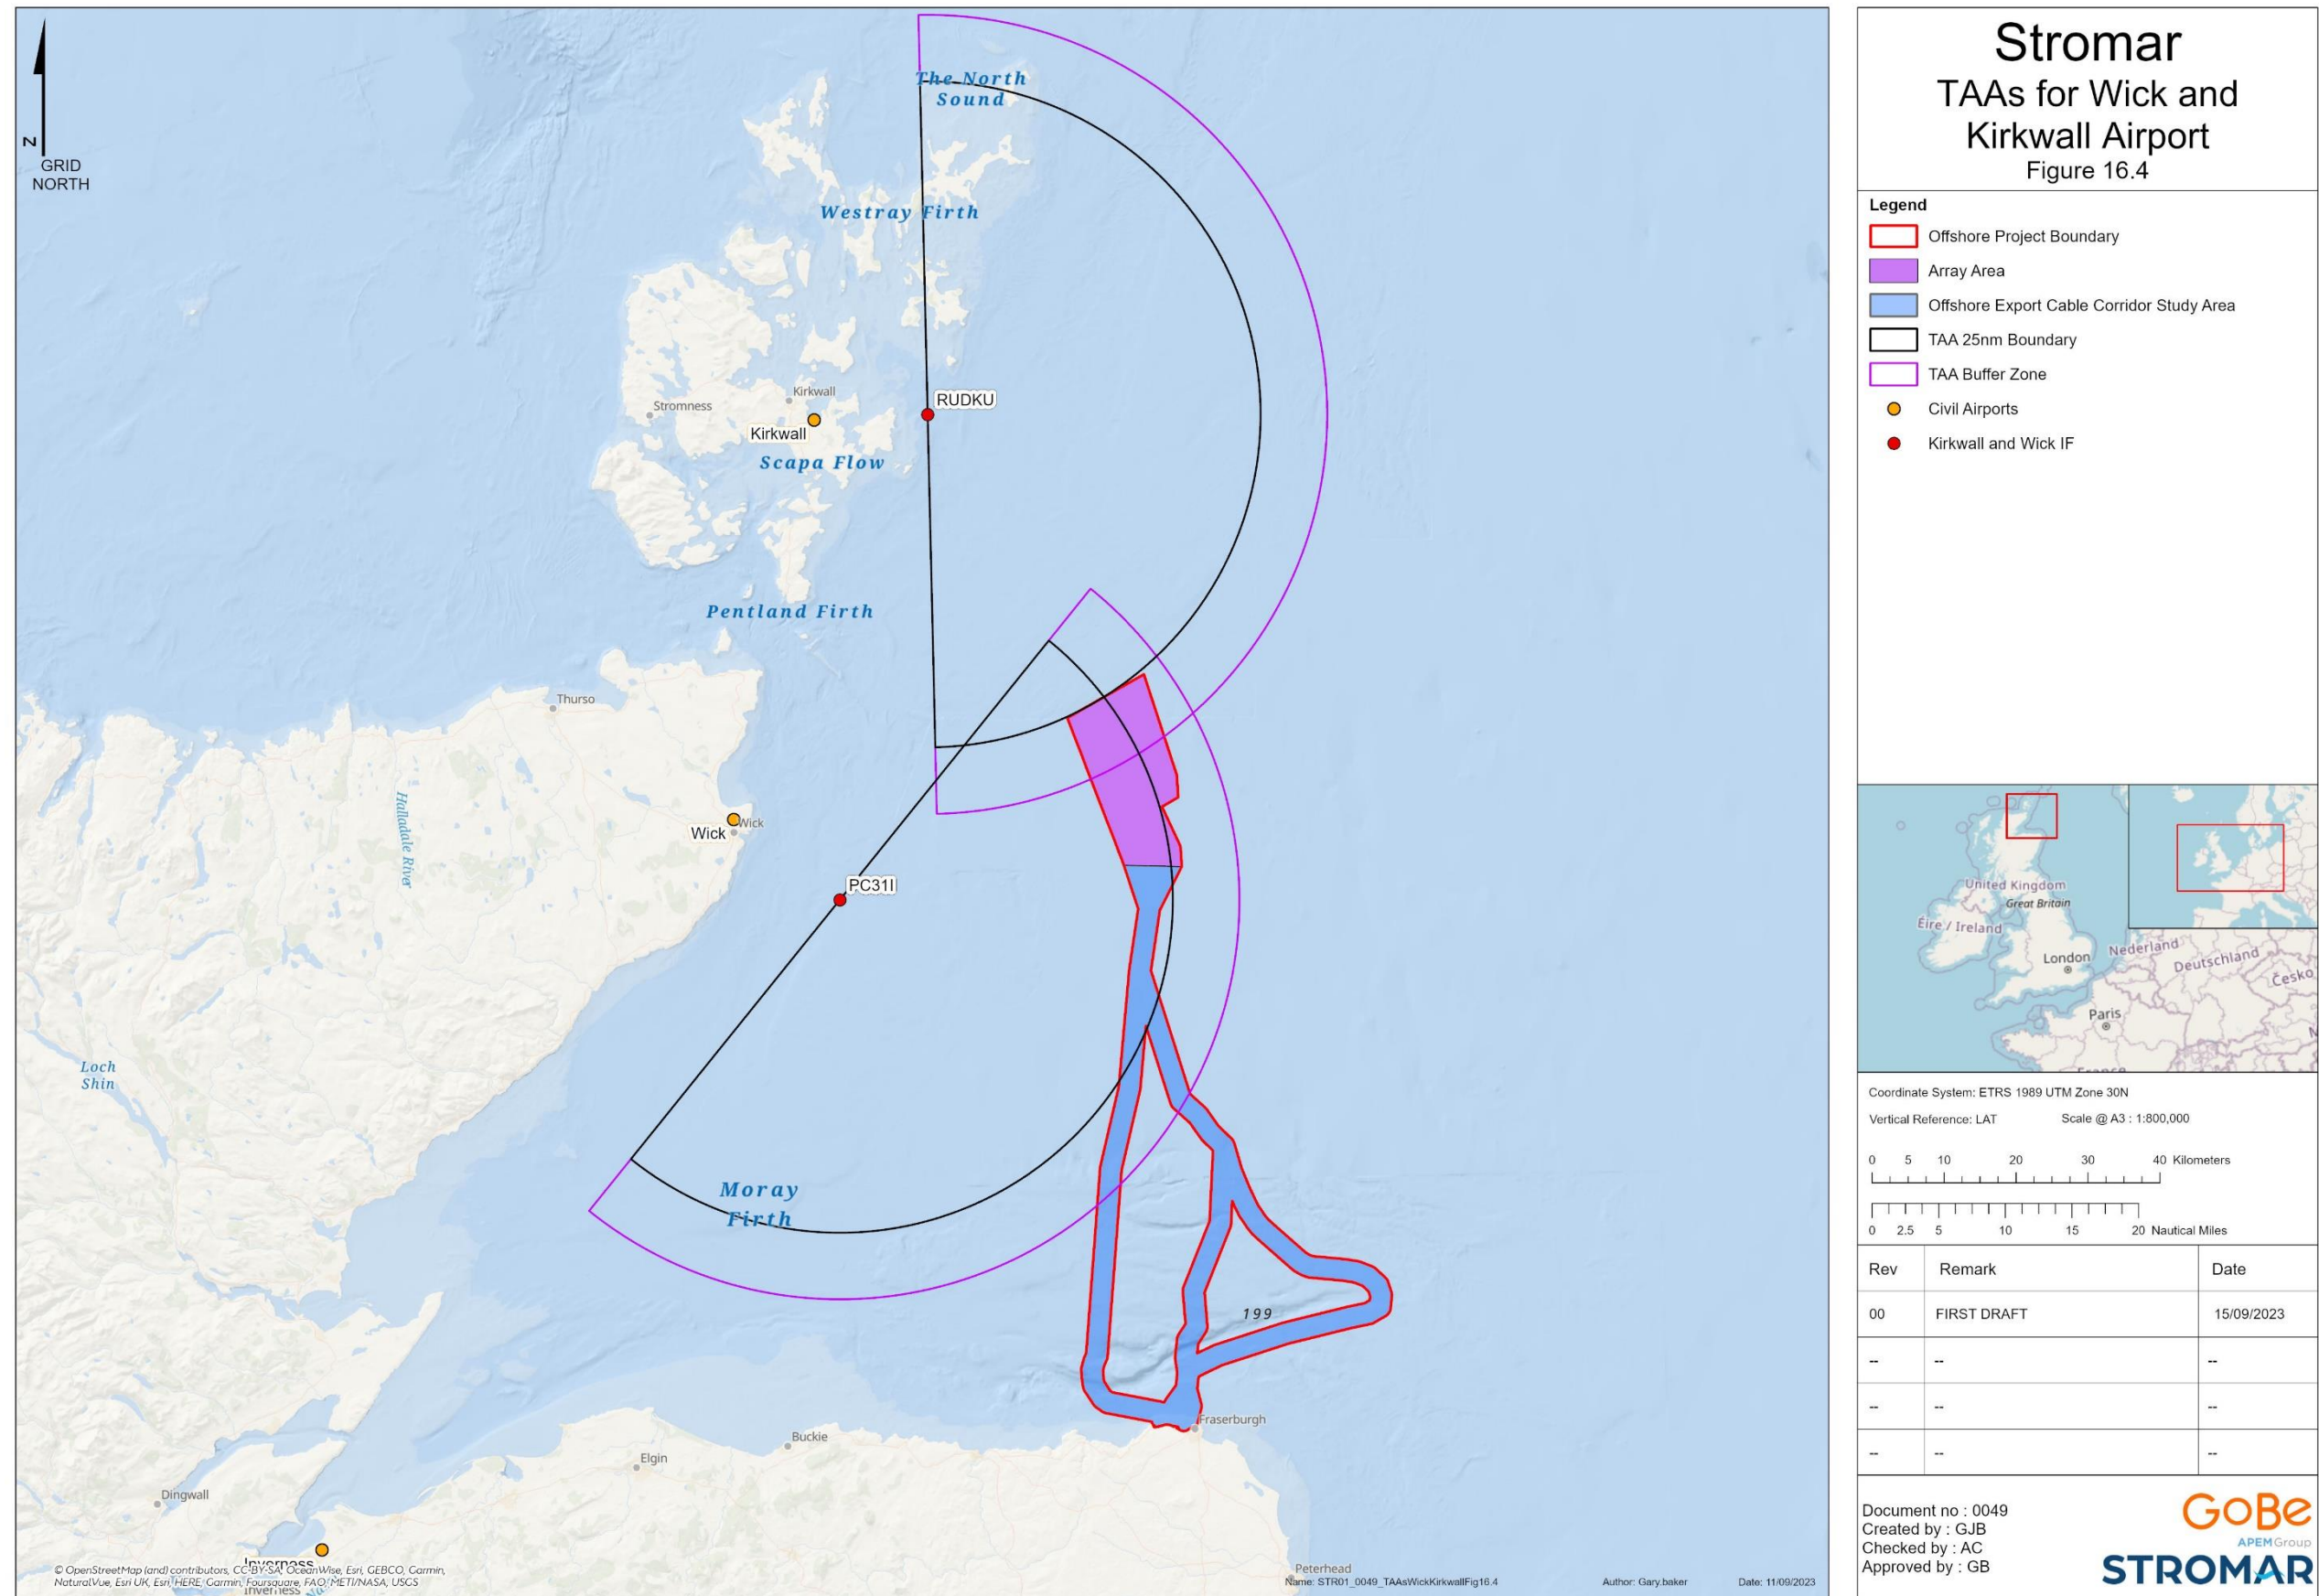 Z
GRID
NORTH
The North
Sound
Westray Firth
Kirkwall
Stromness
Kirkwall
RUDKU
Scapa Flow
Pentland Firth
Thurso
Halladale River
Wick
Wick
PC31I
Loch
Shin
Moray
Firth
199
Fraserburgh
Buckie
Elgin
Dingwall
Inverness
Inverness
Peterhead
© OpenStreetMap (and) contributors, CC-BY-SA, OceanWise, Esri, GEBCO, Garmin,
NaturalVue, Esri UK, Esri, HERE, Garmin, Foursquare, FAO, METI/NASA, USGS
Name: STR01_0049_TAAsWickKirkwallFig16.4
Author: Gary.baker
Date: 11/09/2023
Stromar
TAAs for Wick and
Kirkwall Airport
Figure 16.4
Legend
Offshore Project Boundary
Array Area
Offshore Export Cable Corridor Study Area
TAA 25nm Boundary
TAA Buffer Zone
Civil Airports
Kirkwall and Wick IF
United Kingdom
Great Britain
Éire / Ireland
London
Nederland
Deutschland
Česko
Paris
Coordinate System: ETRS 1989 UTM Zone 30N
Vertical Reference: LAT Scale @ A3 : 1:800,000
0 5 10 20 30 40 Kilometers
0 2.5 5 10 15 20 Nautical Miles
Rev Remark Date
00 FIRST DRAFT 15/09/2023
-- -- --
-- -- --
-- -- --
Document no : 0049
Created by : GJB
Checked by : AC
Approved by : GB
GoBe
APEMGroup
STROMAR